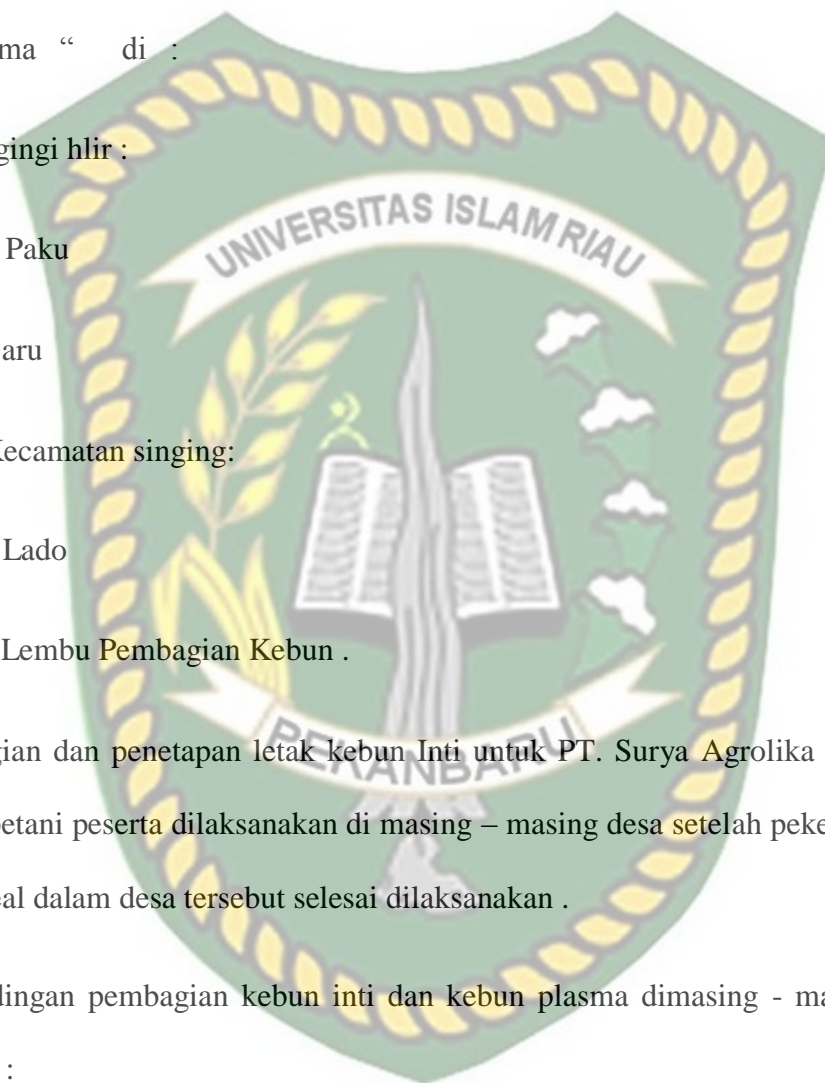 ma “ di :
gingi hlir :
UNIVERSITAS ISLAM RIAU
Paku
aru
Kecamatan singing:
Lado
Lembu Pembagian Kebun .
PEKANBARU
gian dan penetapan letak kebun Inti untuk PT. Surya Agrolika
petani peserta dilaksanakan di masing – masing desa setelah peke
eal dalam desa tersebut selesai dilaksanakan .
dingan pembagian kebun inti dan kebun plasma dimasing - ma
: